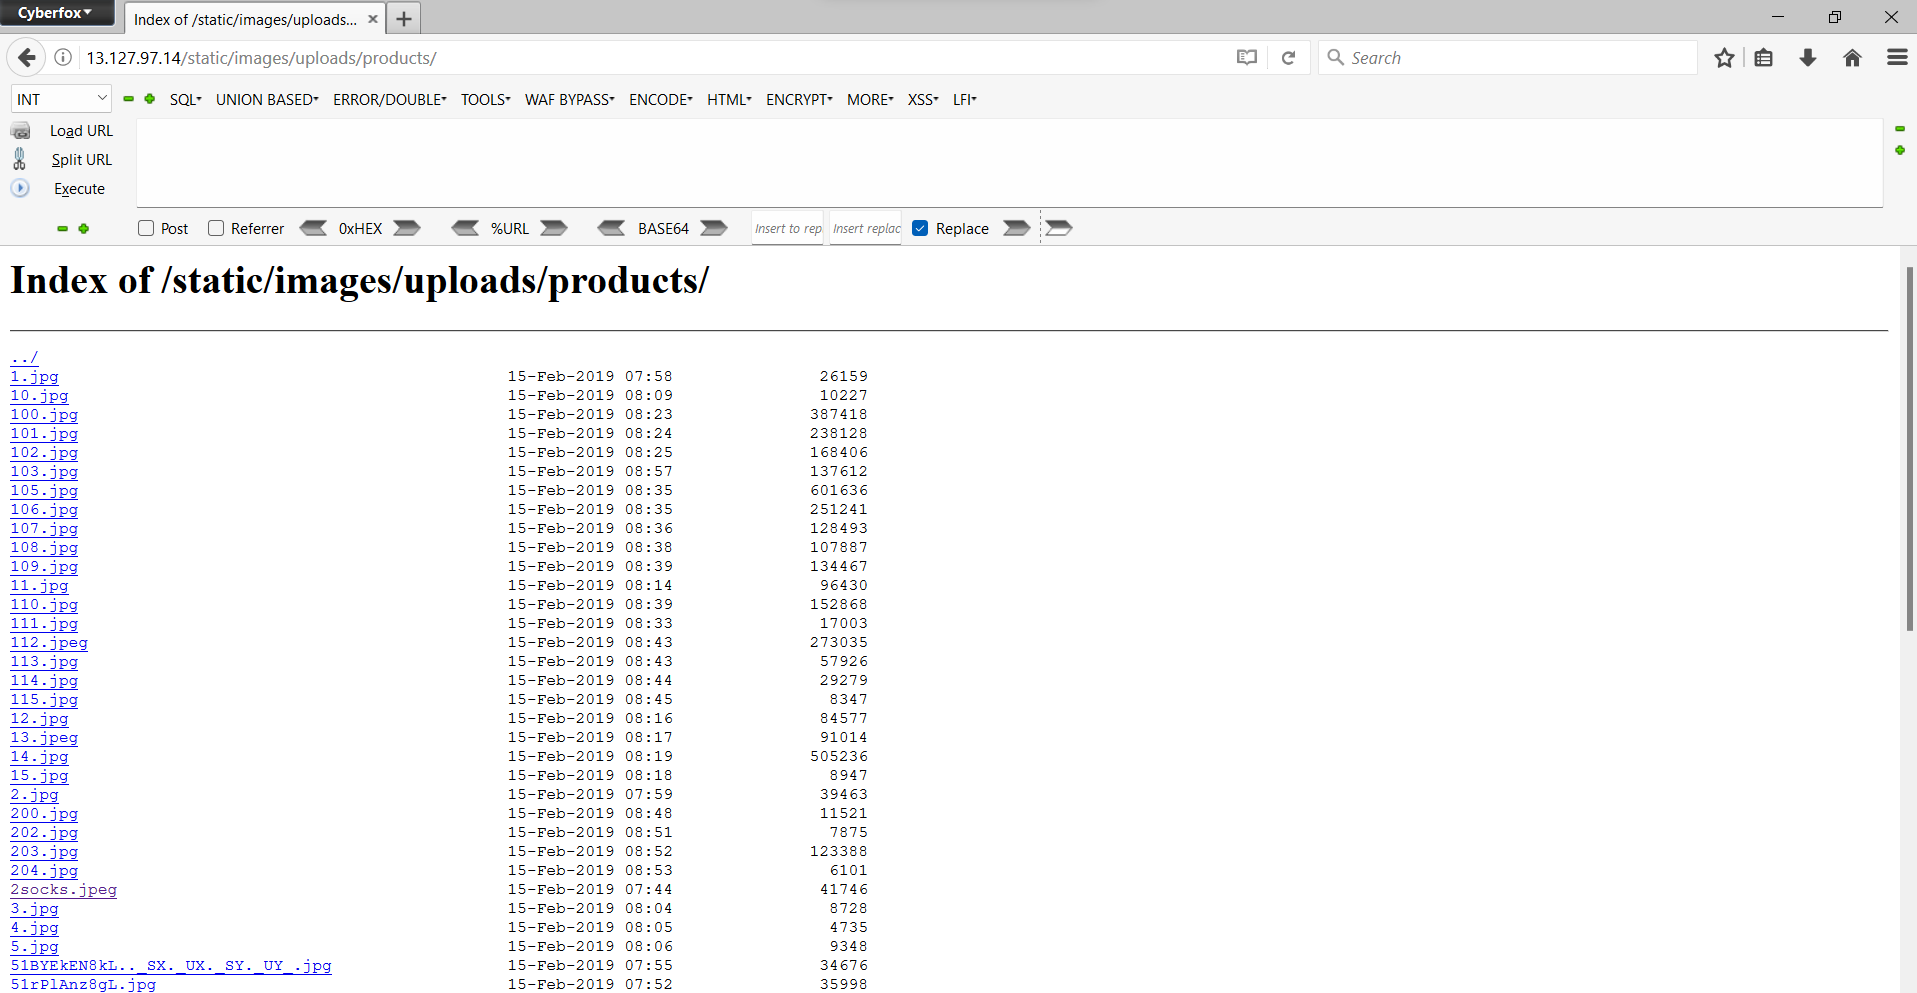 Cyberfox
Index of /static/images/uploads... ×
13.127.97.14/static/images/uploads/products/
Search
INT SQL UNION BASED ERROR/DOUBLE TOOLS WAF BYPASS ENCODE HTML ENCRYPT MORE XSS LFI
Load URL
Split URL
Execute
Post Referrer 0xHEX %URL BASE64 Insert to rep Insert replac Replace
Index of /static/images/uploads/products/
../
1.jpg 15-Feb-2019 07:58 26159
10.jpg 15-Feb-2019 08:09 10227
100.jpg 15-Feb-2019 08:23 387418
101.jpg 15-Feb-2019 08:24 238128
102.jpg 15-Feb-2019 08:25 168406
103.jpg 15-Feb-2019 08:57 137612
105.jpg 15-Feb-2019 08:35 601636
106.jpg 15-Feb-2019 08:35 251241
107.jpg 15-Feb-2019 08:36 128493
108.jpg 15-Feb-2019 08:38 107887
109.jpg 15-Feb-2019 08:39 134467
11.jpg 15-Feb-2019 08:14 96430
110.jpg 15-Feb-2019 08:39 152868
111.jpg 15-Feb-2019 08:33 17003
112.jpeg 15-Feb-2019 08:43 273035
113.jpg 15-Feb-2019 08:43 57926
114.jpg 15-Feb-2019 08:44 29279
115.jpg 15-Feb-2019 08:45 8347
12.jpg 15-Feb-2019 08:16 84577
13.jpeg 15-Feb-2019 08:17 91014
14.jpg 15-Feb-2019 08:19 505236
15.jpg 15-Feb-2019 08:18 8947
2.jpg 15-Feb-2019 07:59 39463
200.jpg 15-Feb-2019 08:48 11521
202.jpg 15-Feb-2019 08:51 7875
203.jpg 15-Feb-2019 08:52 123388
204.jpg 15-Feb-2019 08:53 6101
2socks.jpeg 15-Feb-2019 07:44 41746
3.jpg 15-Feb-2019 08:04 8728
4.jpg 15-Feb-2019 08:05 4735
5.jpg 15-Feb-2019 08:06 9348
51BYEkEN8kL.._SX._UX._SY._UY_.jpg 15-Feb-2019 07:55 34676
51rPlAnz8gL.jpg 15-Feb-2019 07:52 35998